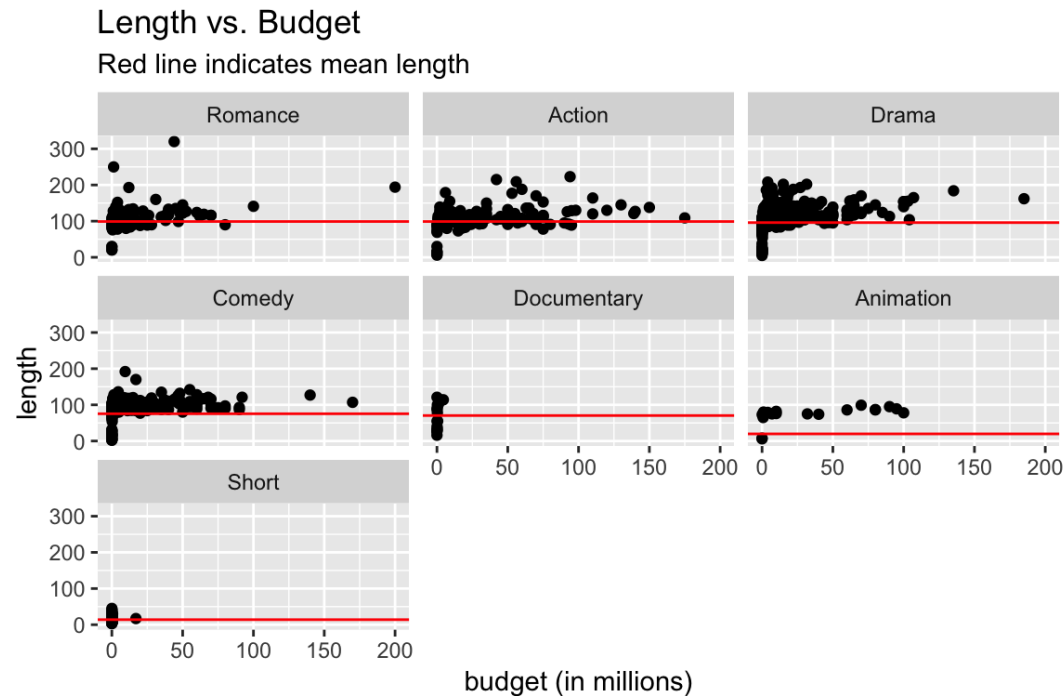 Length vs. Budget
Red line indicates mean length
Romance
Action
Drama
300
200
100
0
Comedy
Documentary
Animation
300
200
100
0
0 50 100 150 200
0 50 100 150 200
Short
300
200
100
0
0 50 100 150 200
length
budget (in millions)